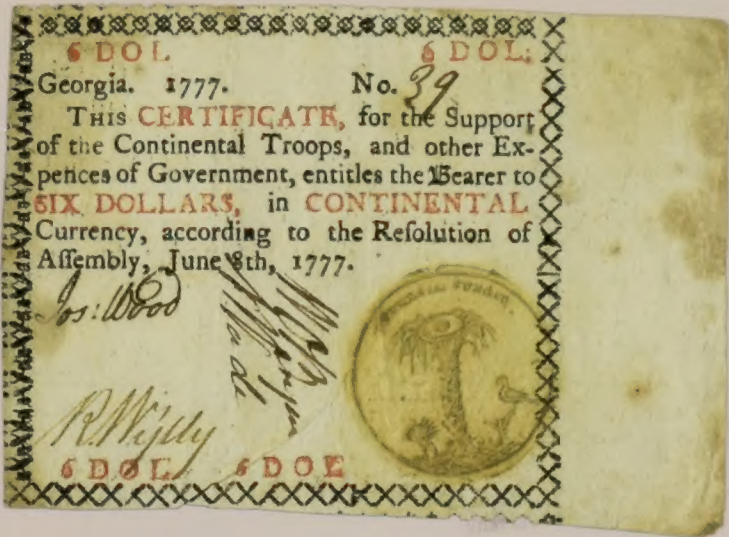 6 DOL. 6 DOL:
Georgia. 1777. No. 39
THIS CERTIFICATE, for the Support
of the Continental Troops, and other Ex-
pences of Government, entitles the Bearer to
SIX DOLLARS, in CONTINENTAL
Currency, according to the Reſolution of
Aſſembly, June 8th, 1777.
Jos: Wood
R Wylly
6 DOL 6 DOL